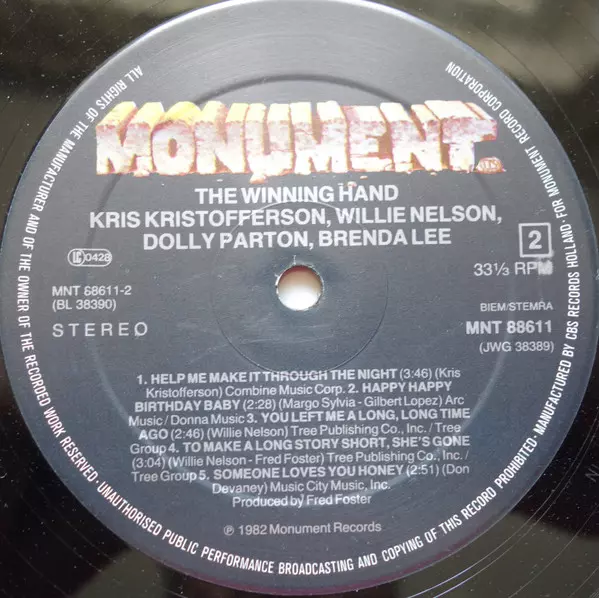 MONUMENT
THE WINNING HAND
KRIS KRISTOFFERSON, WILLIE NELSON,
DOLLY PARTON, BRENDA LEE
LC 0428
2
33⅓ RPM
MNT 88611-2
(BL 38390)
STEREO
BIEM/STEMRA
MNT 88611
(JWG 38389)
1. HELP ME MAKE IT THROUGH THE NIGHT (3:46) (Kris
Kristofferson) Combine Music Corp. 2. HAPPY HAPPY
BIRTHDAY BABY (2:28) (Margo Sylvia - Gilbert Lopez) Arc
Music / Donna Music 3. YOU LEFT ME A LONG, LONG TIME
AGO (2:46) (Willie Nelson) Tree Publishing Co., Inc. / Tree
Group 4. TO MAKE A LONG STORY SHORT, SHE'S GONE
(3:04) (Willie Nelson - Fred Foster) Tree Publishing Co., Inc. /
Tree Group 5. SOMEONE LOVES YOU HONEY (2:51) (Don
Devaney) Music City Music, Inc.
Produced by Fred Foster
℗ 1982 Monument Records
ALL RIGHTS OF THE MANUFACTURER AND OF THE OWNER OF THE RECORDED WORK RESERVED · UNAUTHORISED PUBLIC PERFORMANCE BROADCASTING AND COPYING OF THIS RECORD PROHIBITED · MANUFACTURED BY CBS RECORDS HOLLAND · FOR MONUMENT RECORD CORPORATION